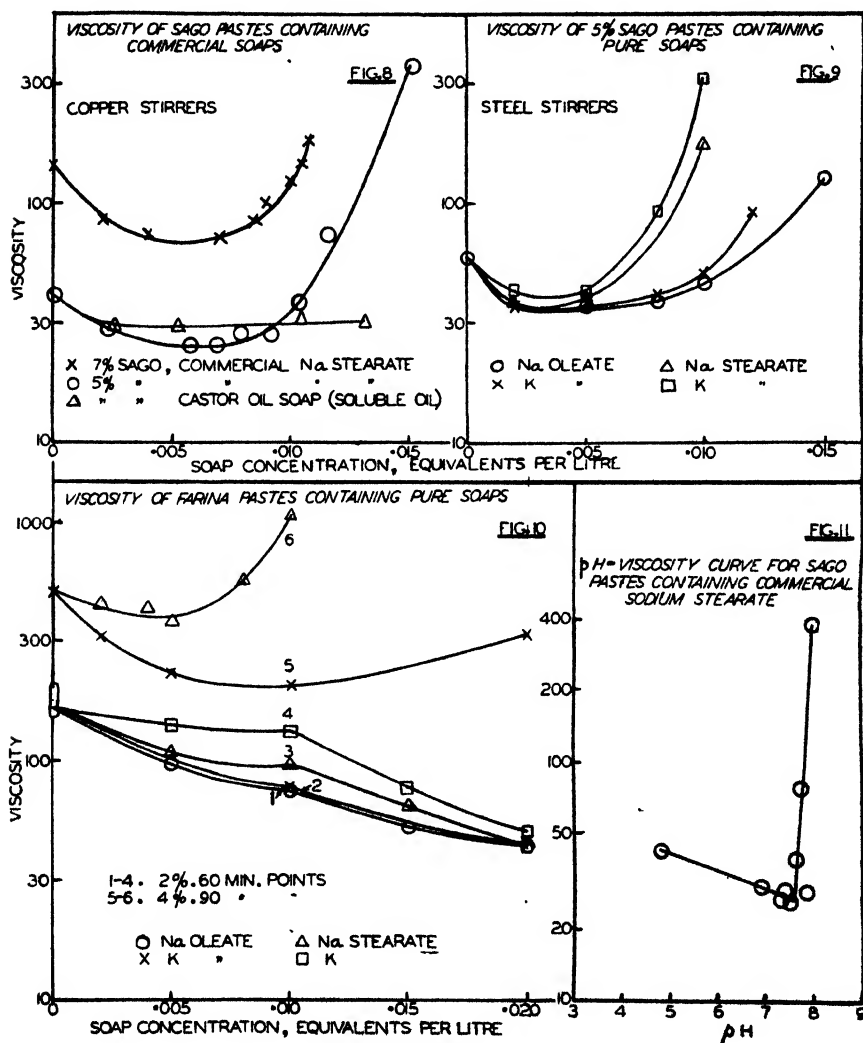 VISCOSITY OF SAGO PASTES CONTAINING
COMMERCIAL SOAPS
FIG.8
COPPER STIRRERS
300
100
30
10
VISCOSITY
X 7% SAGO, COMMERCIAL Na STEARATE
O 5% " " " "
△ " " CASTOR OIL SOAP (SOLUBLE OIL)
0 ·005 ·010 ·015
VISCOSITY OF 5% SAGO PASTES CONTAINING
PURE SOAPS
FIG.9
STEEL STIRRERS
300
100
30
10
O Na OLEATE △ Na STEARATE
X K " □ K "
0 ·005 ·010 ·015
SOAP CONCENTRATION, EQUIVALENTS PER LITRE
VISCOSITY OF FARINA PASTES CONTAINING PURE SOAPS
FIG.10
1000
300
100
30
10
VISCOSITY
6
5
4
3
1 2
1-4. 2%.60 MIN. POINTS
5-6. 4%.90 " "
O Na OLEATE △ Na STEARATE
X K " □ K "
0 ·005 ·010 ·015 ·020
SOAP CONCENTRATION, EQUIVALENTS PER LITRE
FIG.11
pH-VISCOSITY CURVE FOR SAGO
PASTES CONTAINING COMMERCIAL
SODIUM STEARATE
400
200
100
50
20
10
3 4 5 6 7 8 9
pH